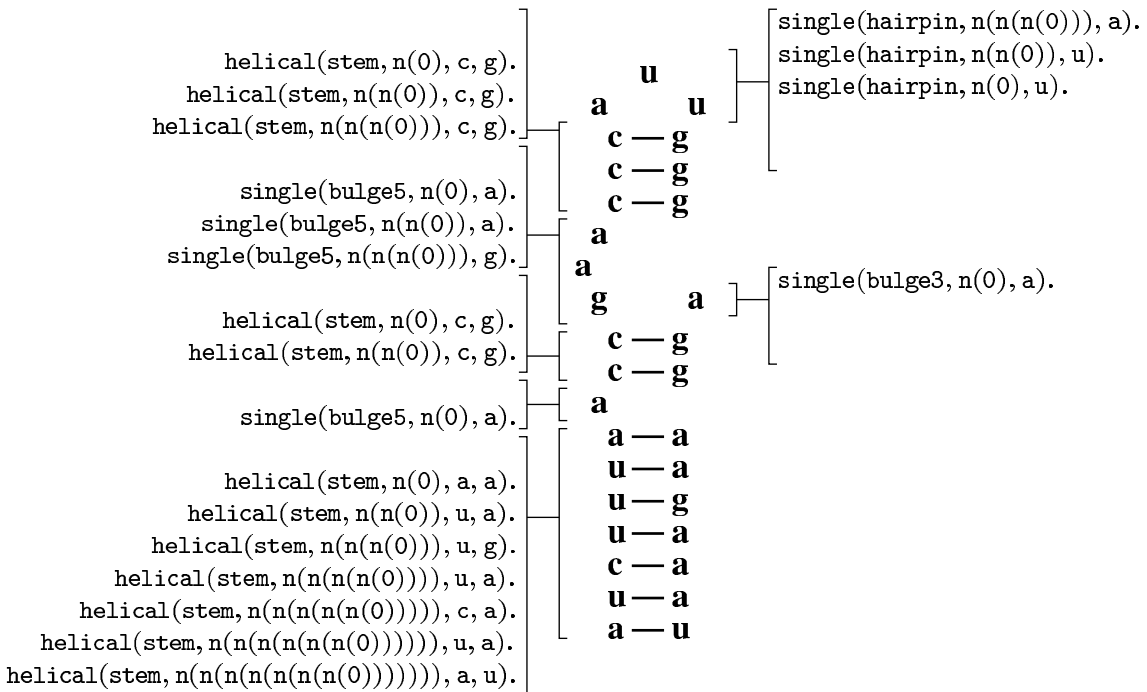 helical(stem, n(0), c, g).
helical(stem, n(n(0)), c, g).
helical(stem, n(n(n(0))), c, g).
single(bulge5, n(0), a).
single(bulge5, n(n(0)), a).
single(bulge5, n(n(n(0))), g).
helical(stem, n(0), c, g).
helical(stem, n(n(0)), c, g).
single(bulge5, n(0), a).
helical(stem, n(0), a, a).
helical(stem, n(n(0)), u, a).
helical(stem, n(n(n(0))), u, g).
helical(stem, n(n(n(n(0)))), u, a).
helical(stem, n(n(n(n(n(0))))), c, a).
helical(stem, n(n(n(n(n(n(0)))))), u, a).
helical(stem, n(n(n(n(n(n(n(0))))))), a, u).
u
a u
c — g
c — g
c — g
a
a
g a
c — g
c — g
a
a — a
u — a
u — g
u — a
c — a
u — a
a — u
single(hairpin, n(n(n(0))), a).
single(hairpin, n(n(0)), u).
single(hairpin, n(0), u).
single(bulge3, n(0), a).